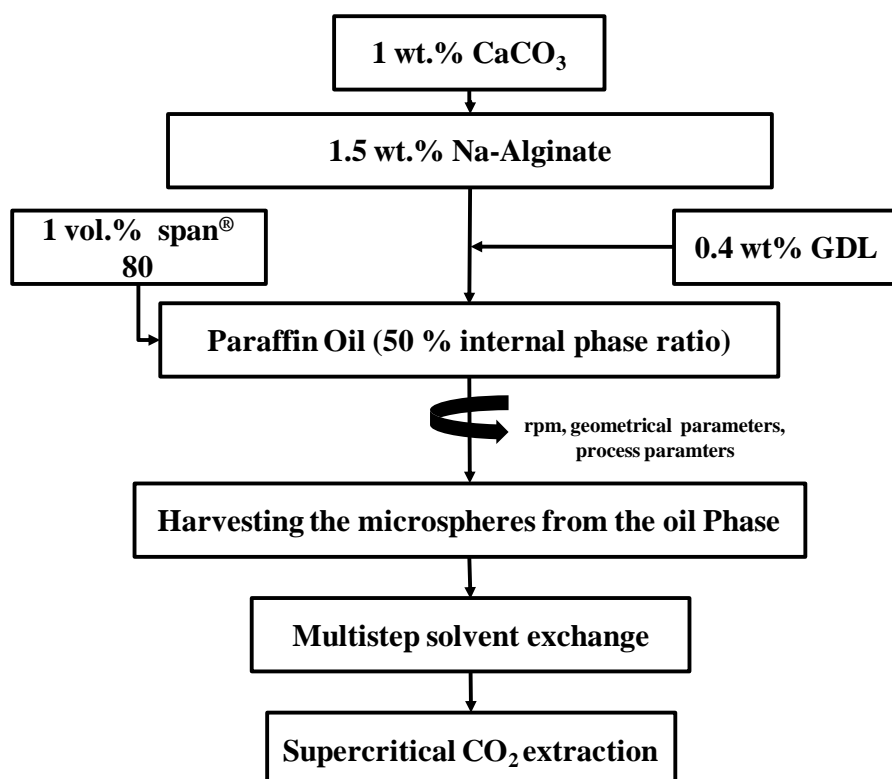 1 wt.% CaCO₃
1.5 wt.% Na-Alginate
1 vol.% span®
80
0.4 wt% GDL
Paraffin Oil (50 % internal phase ratio)
rpm, geometrical parameters,
process paramters
Harvesting the microspheres from the oil Phase
Multistep solvent exchange
Supercritical CO₂ extraction